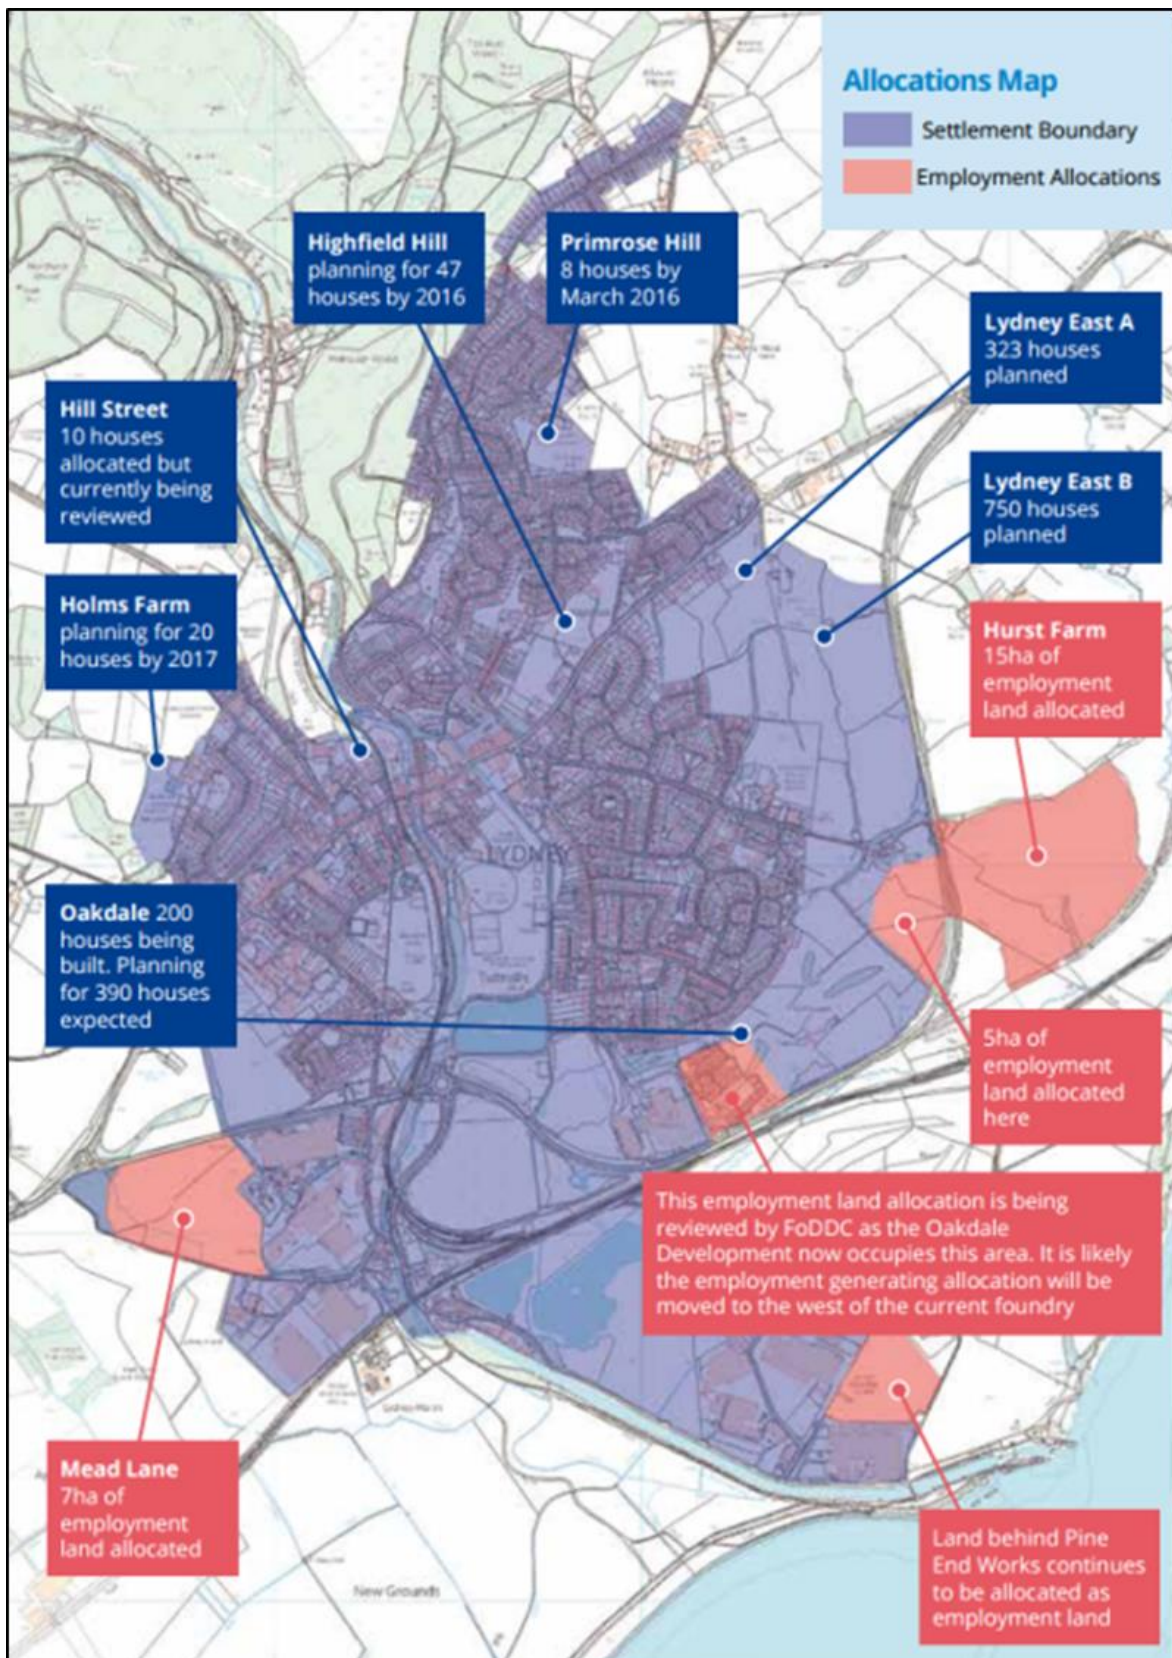 Allocations Map
Settlement Boundary
Employment Allocations
Highfield Hill
planning for 47
houses by 2016
Primrose Hill
8 houses by
March 2016
Lydney East A
323 houses
planned
Hill Street
10 houses
allocated but
currently being
reviewed
Lydney East B
750 houses
planned
Holms Farm
planning for 20
houses by 2017
Hurst Farm
15ha of
employment
land allocated
LYDNEY
Oakdale 200
houses being
built. Planning
for 390 houses
expected
Tutnalls
5ha of
employment
land allocated
here
This employment land allocation is being
reviewed by FoDDC as the Oakdale
Development now occupies this area. It is likely
the employment generating allocation will be
moved to the west of the current foundry
Lydney Marsh
Mead Lane
7ha of
employment
land allocated
Land behind Pine
End Works continues
to be allocated as
employment land
New Grounds